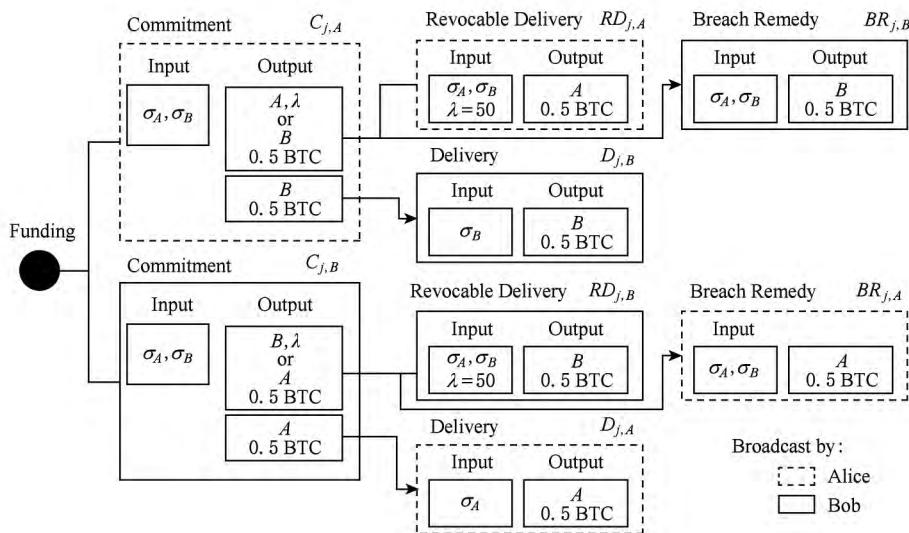 Commitment
C_{j,A}
Input
Output
σ_A, σ_B
A, λ
or
B
0.5 BTC
B
0.5 BTC
Revocable Delivery
RD_{j,A}
Input
Output
σ_A, σ_B
λ=50
A
0.5 BTC
Breach Remedy
BR_{j,B}
Input
Output
σ_A, σ_B
B
0.5 BTC
Delivery
D_{j,B}
Input
Output
σ_B
B
0.5 BTC
Funding
Commitment
C_{j,B}
Input
Output
σ_A, σ_B
B, λ
or
A
0.5 BTC
A
0.5 BTC
Revocable Delivery
RD_{j,B}
Input
Output
σ_A, σ_B
λ=50
B
0.5 BTC
Breach Remedy
BR_{j,A}
Input
σ_A, σ_B
A
0.5 BTC
Delivery
D_{j,A}
Input
Output
σ_A
A
0.5 BTC
Broadcast by:
Alice
Bob